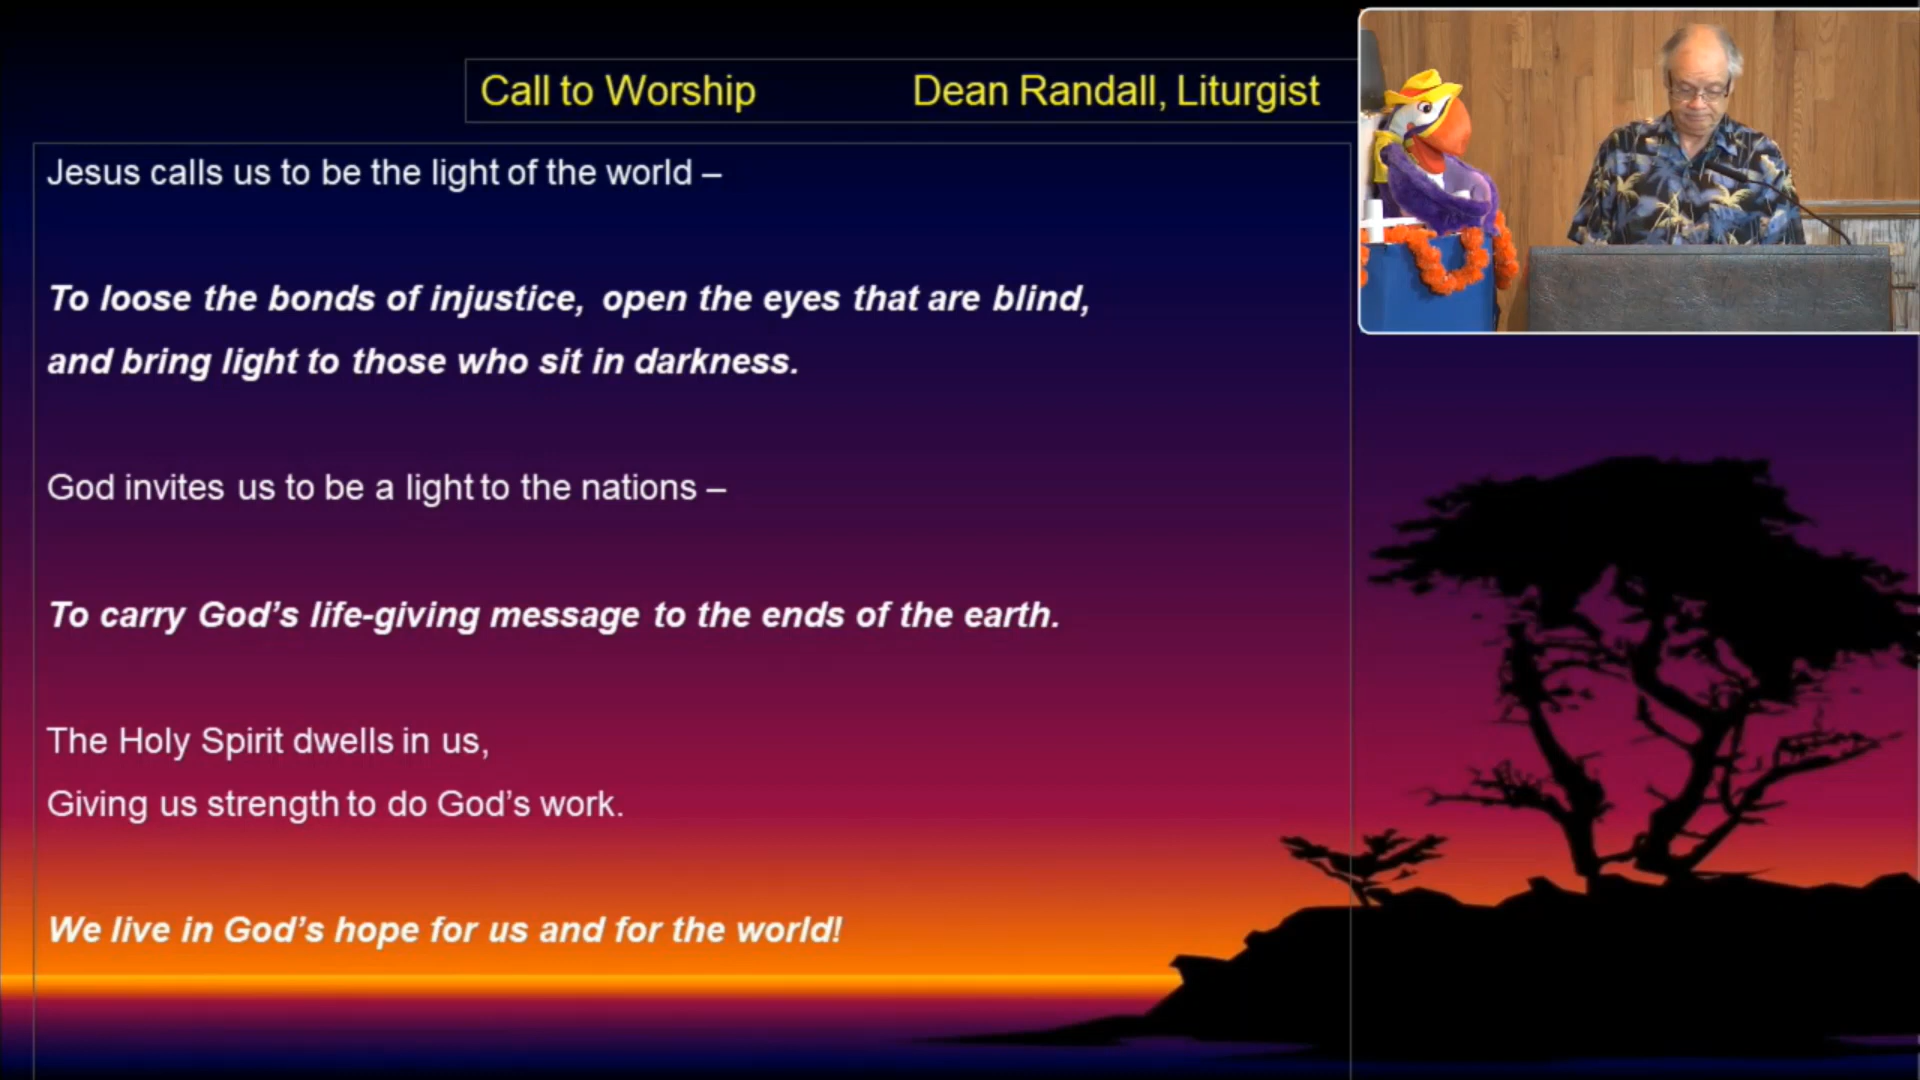 Call to Worship Dean Randall, Liturgist
Jesus calls us to be the light of the world –
To loose the bonds of injustice, open the eyes that are blind,
and bring light to those who sit in darkness.
God invites us to be a light to the nations –
To carry God’s life-giving message to the ends of the earth.
The Holy Spirit dwells in us,
Giving us strength to do God’s work.
We live in God’s hope for us and for the world!